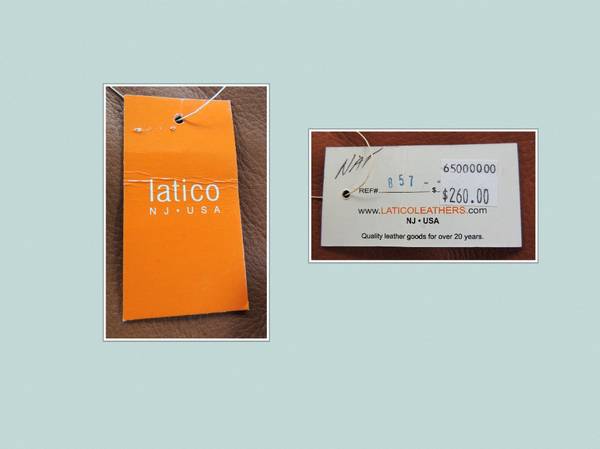 latico
NJ • USA
NAT
65000000
REF# 857 - - $ $260.00
www.LATICOLEATHERS.com
NJ • USA
Quality leather goods for over 20 years.